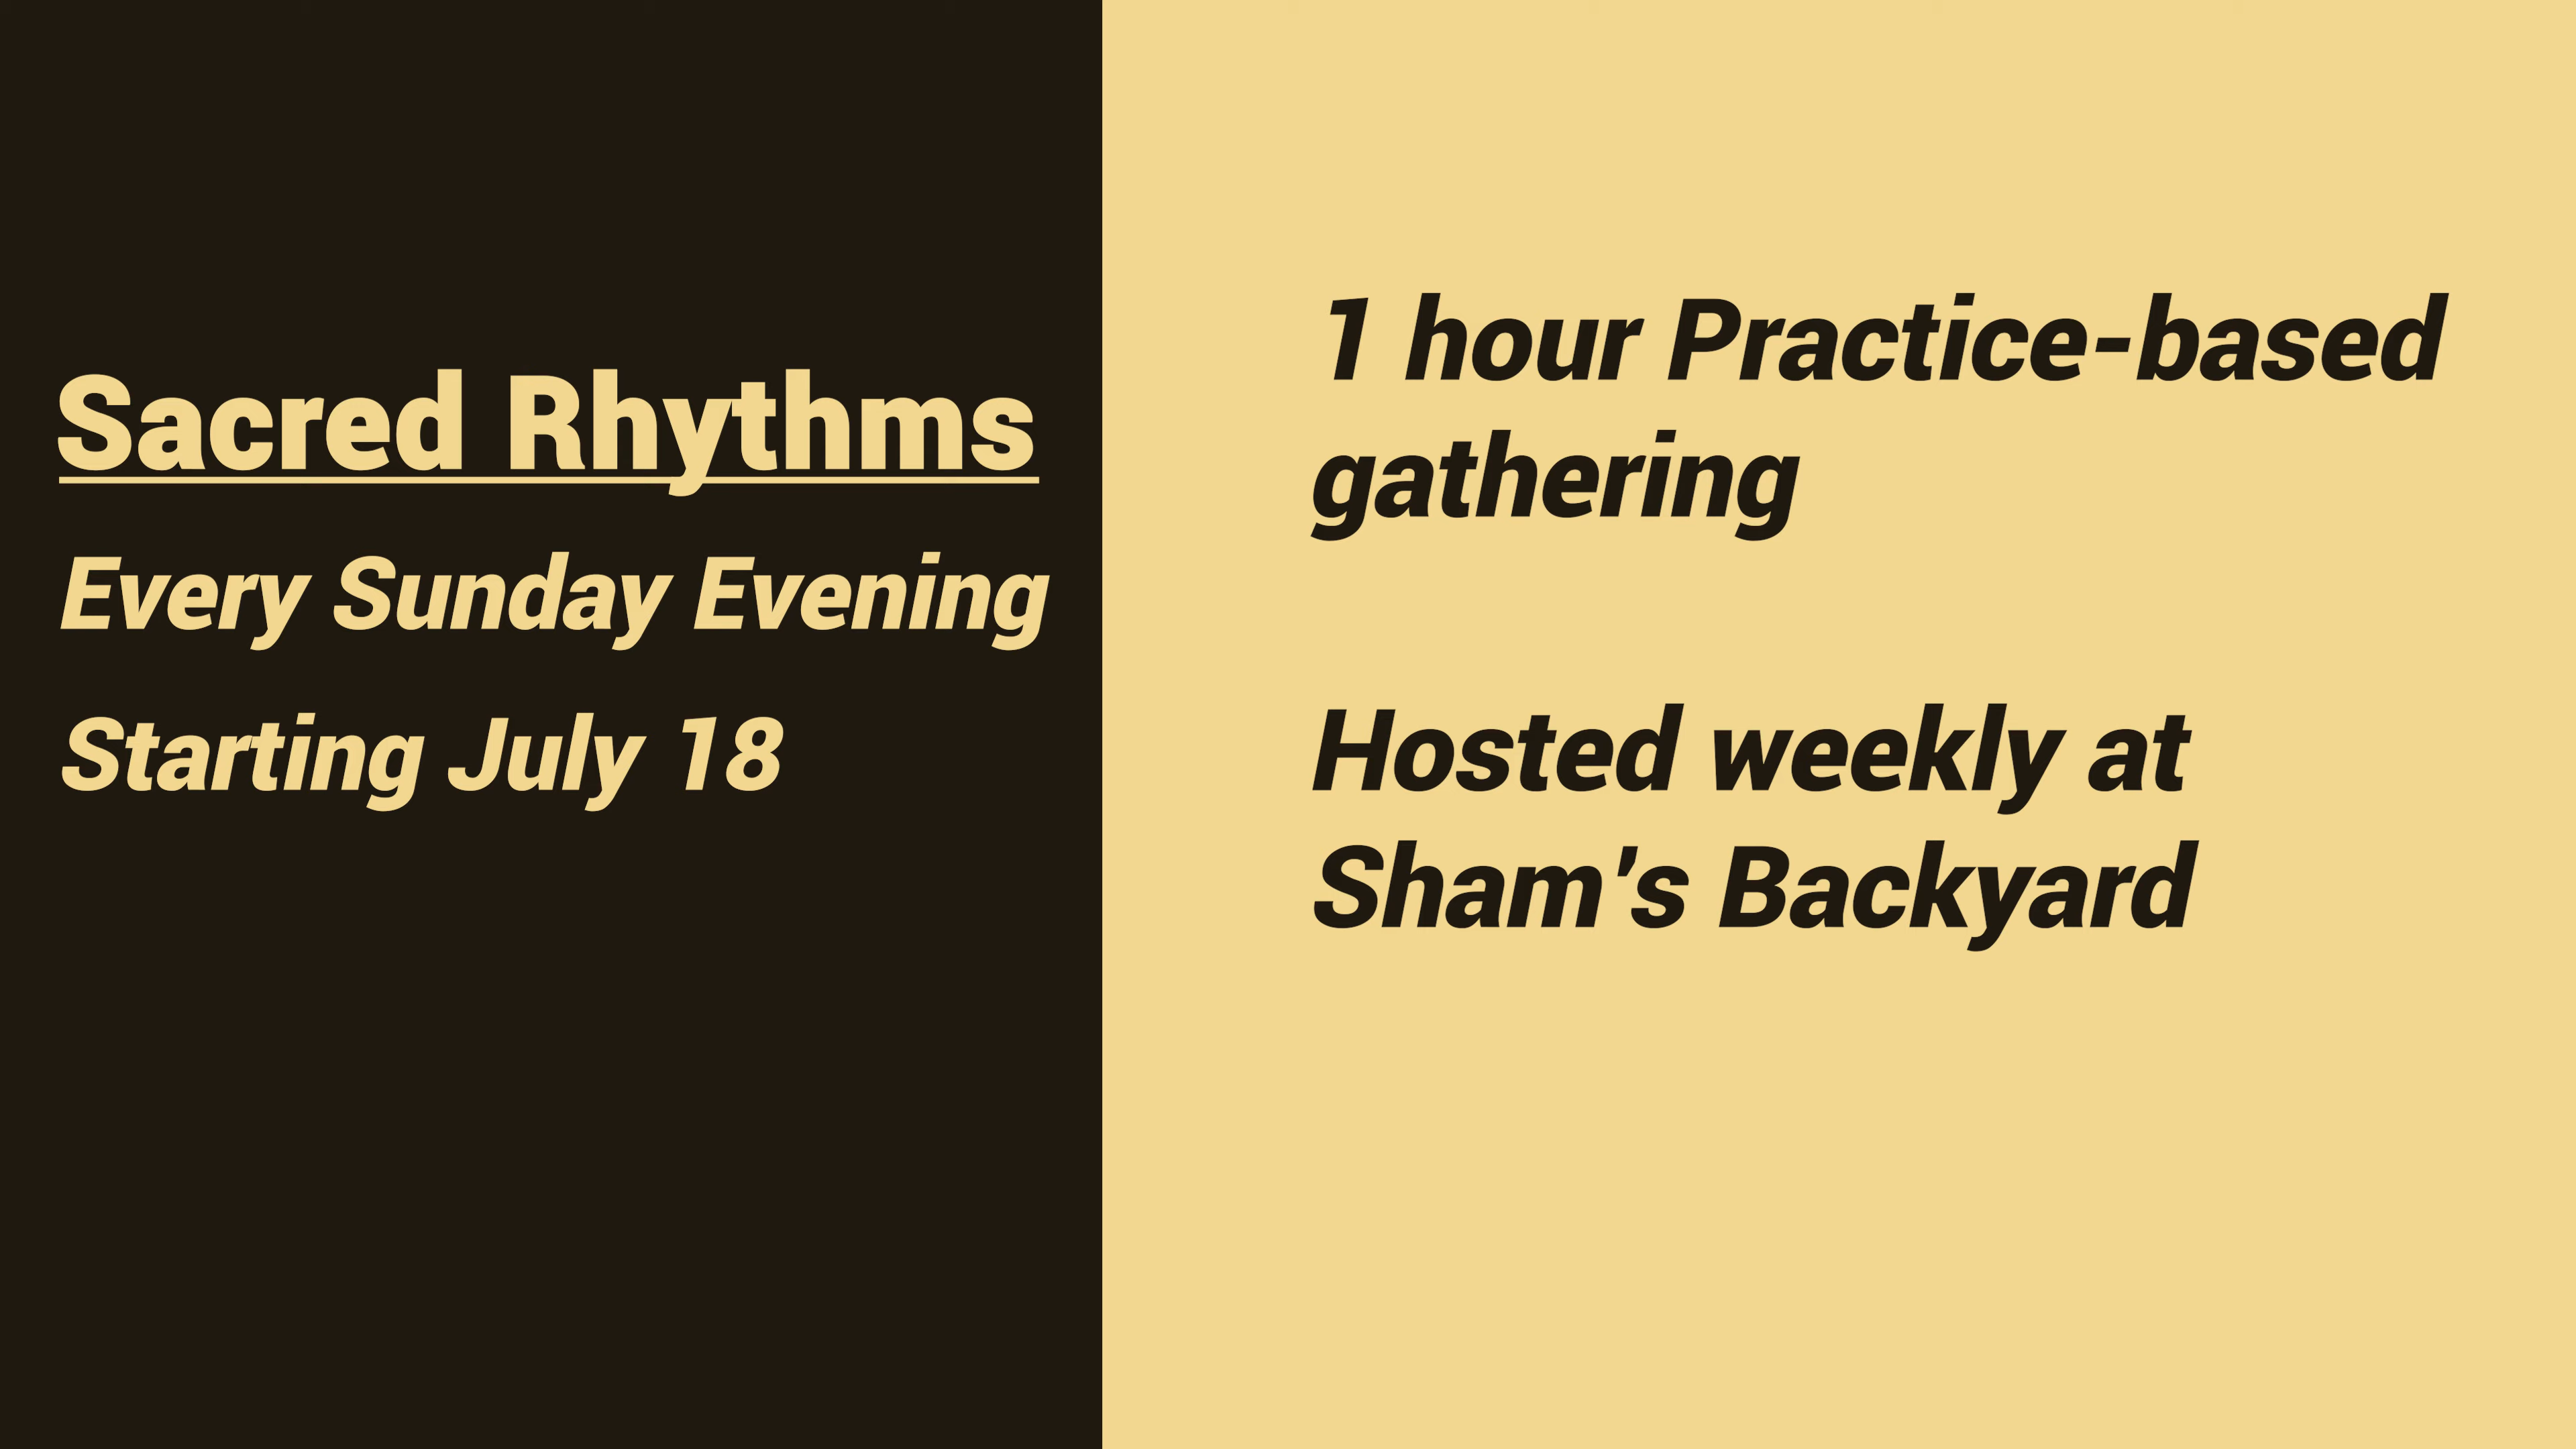 Sacred Rhythms
Every Sunday Evening
Starting July 18
1 hour Practice-based
gathering
Hosted weekly at
Sham's Backyard